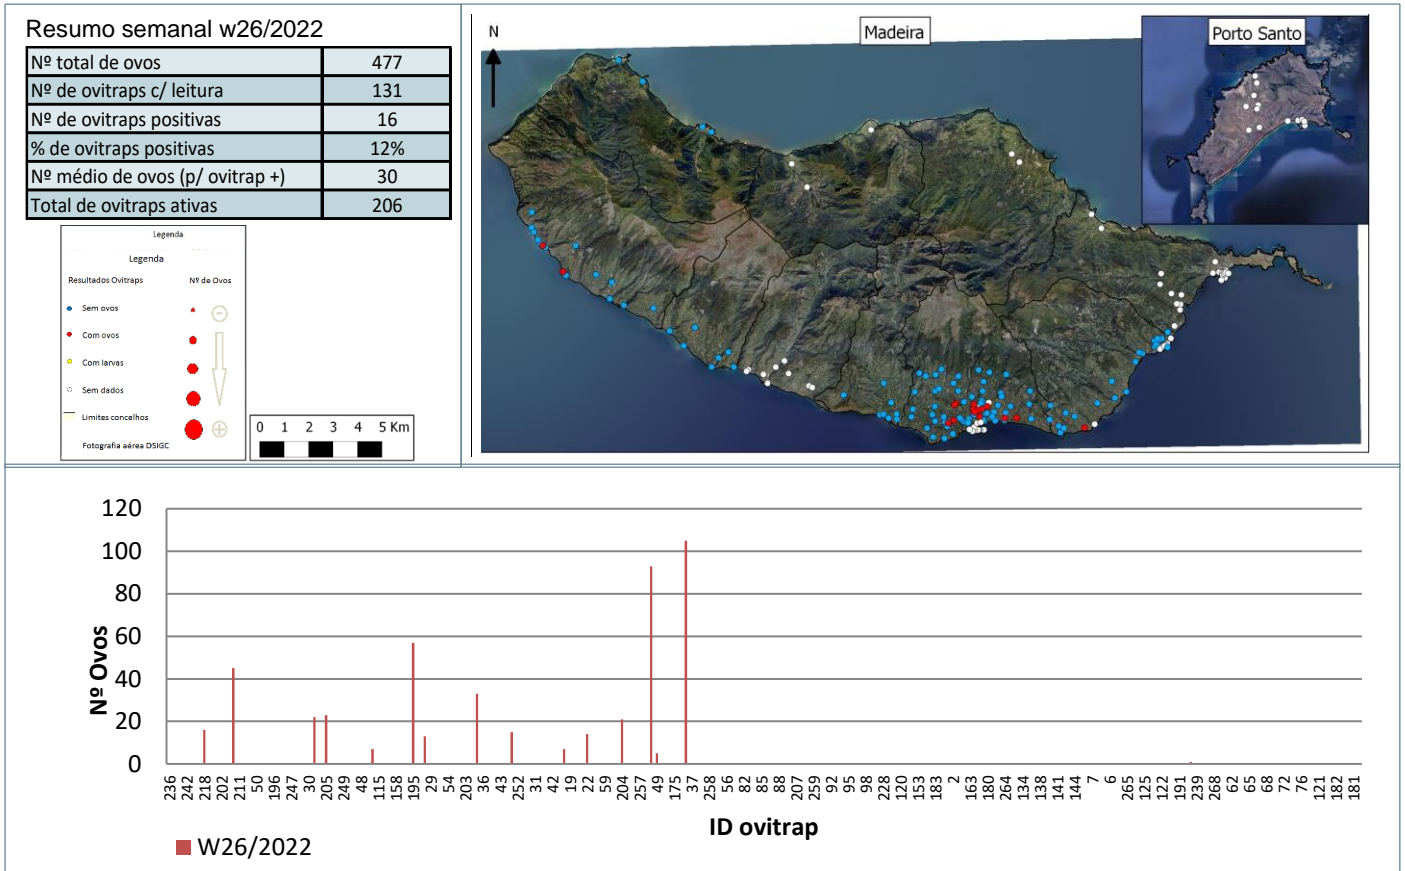 Resumo semanal w26/2022
Nº total de ovos 477
Nº de ovitraps c/ leitura 131
Nº de ovitraps positivas 16
% de ovitraps positivas 12%
Nº médio de ovos (p/ ovitrap +) 30
Total de ovitraps ativas 206
Legenda
Legenda
Resultados Ovitraps Nº de Ovos
Sem ovos
Com ovos
Com larvas
Sem dados
Limites concelhos
Fotografia aérea DSIGC
0 1 2 3 4 5 Km
N
Madeira
Porto Santo
120
100
80
60
40
20
0
Nº Ovos
236 242 218 202 211 50 196 247 30 205 249 48 115 158 195 29 54 203 36 43 252 31 42 19 22 204 257 49 175 37 258 56 82 85 88 207 259 92 95 98 228 120 153 183 2 163 180 264 134 138 141 144 7 6 265 125 122 191 239 268 62 65 68 72 76 121 182 181
ID ovitrap
W26/2022